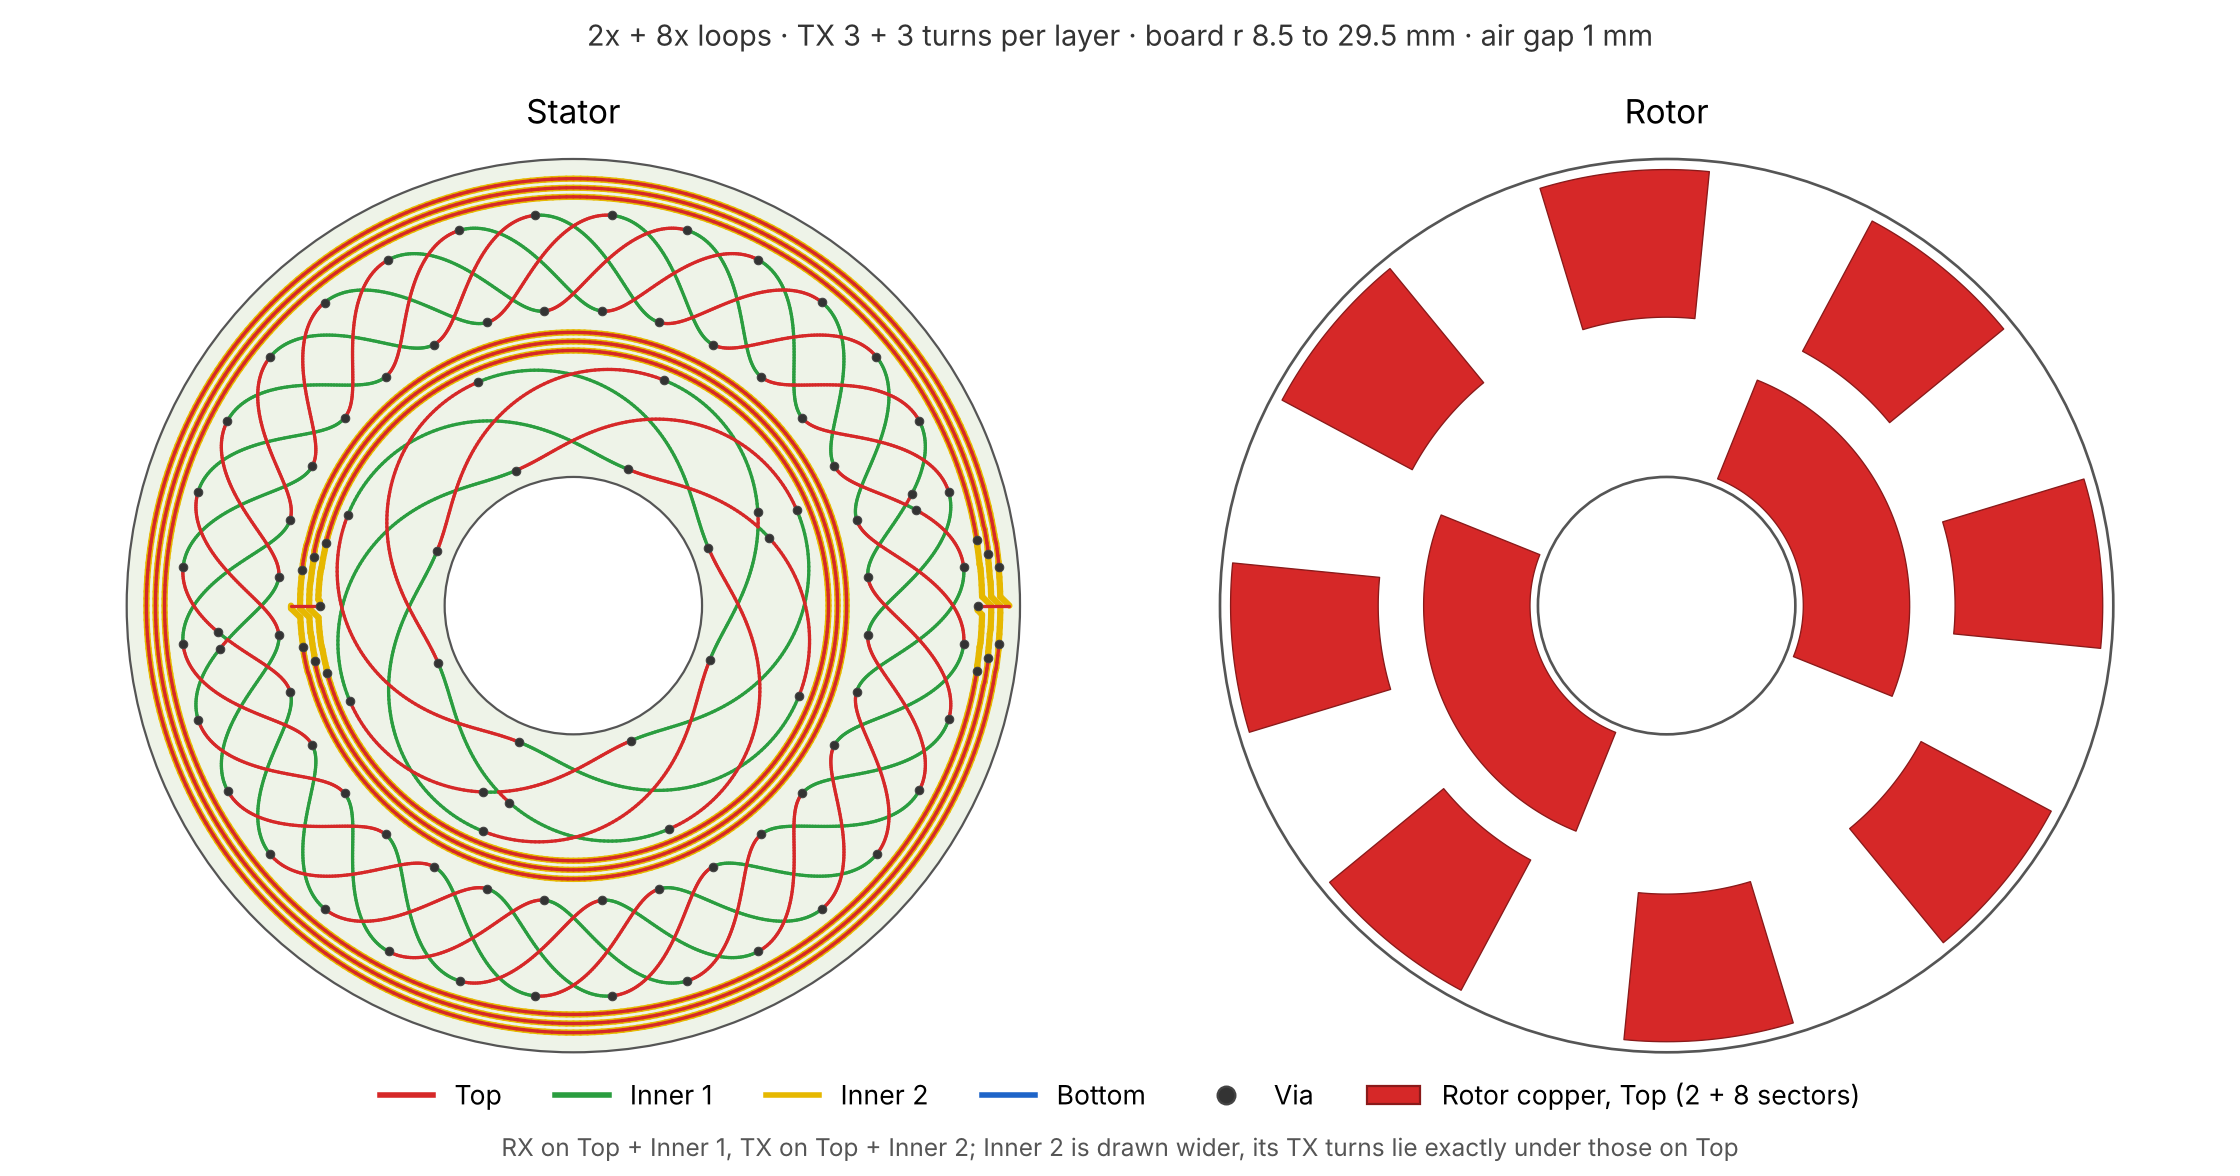 2x + 8x loops · TX 3 + 3 turns per layer · board r 8.5 to 29.5 mm · air gap 1 mm
Stator
Rotor
Top
Inner 1
Inner 2
Bottom
Via
Rotor copper, Top (2 + 8 sectors)
RX on Top + Inner 1, TX on Top + Inner 2; Inner 2 is drawn wider, its TX turns lie exactly under those on Top